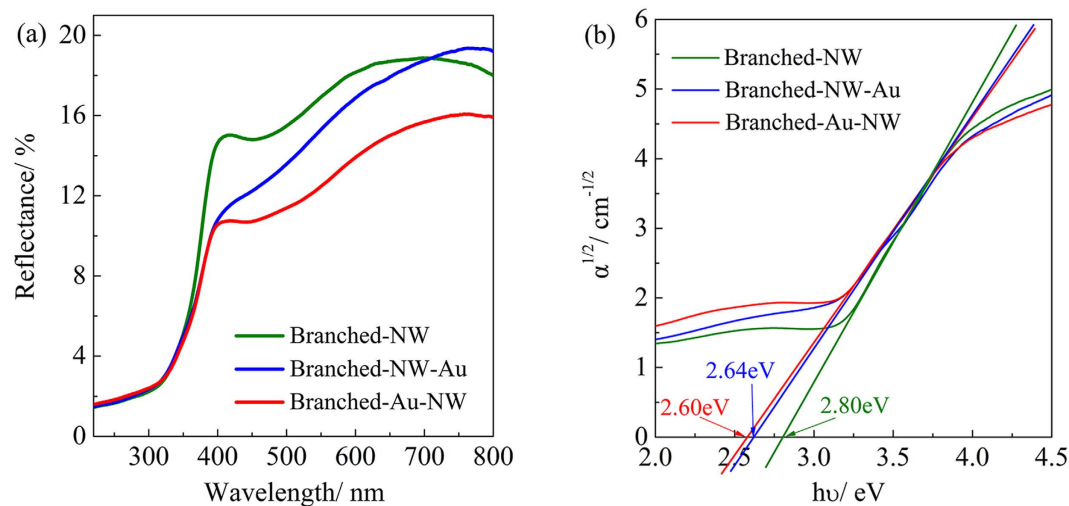 (a)
20
16
12
8
4
0
Reflectance/ %
Branched-NW
Branched-NW-Au
Branched-Au-NW
300 400 500 600 700 800
Wavelength/ nm
(b)
6
5
4
3
2
1
0
α^{1/2}/ cm^{-1/2}
Branched-NW
Branched-NW-Au
Branched-Au-NW
2.64eV
2.60eV
2.80eV
2.0 2.5 3.0 3.5 4.0 4.5
hυ/ eV